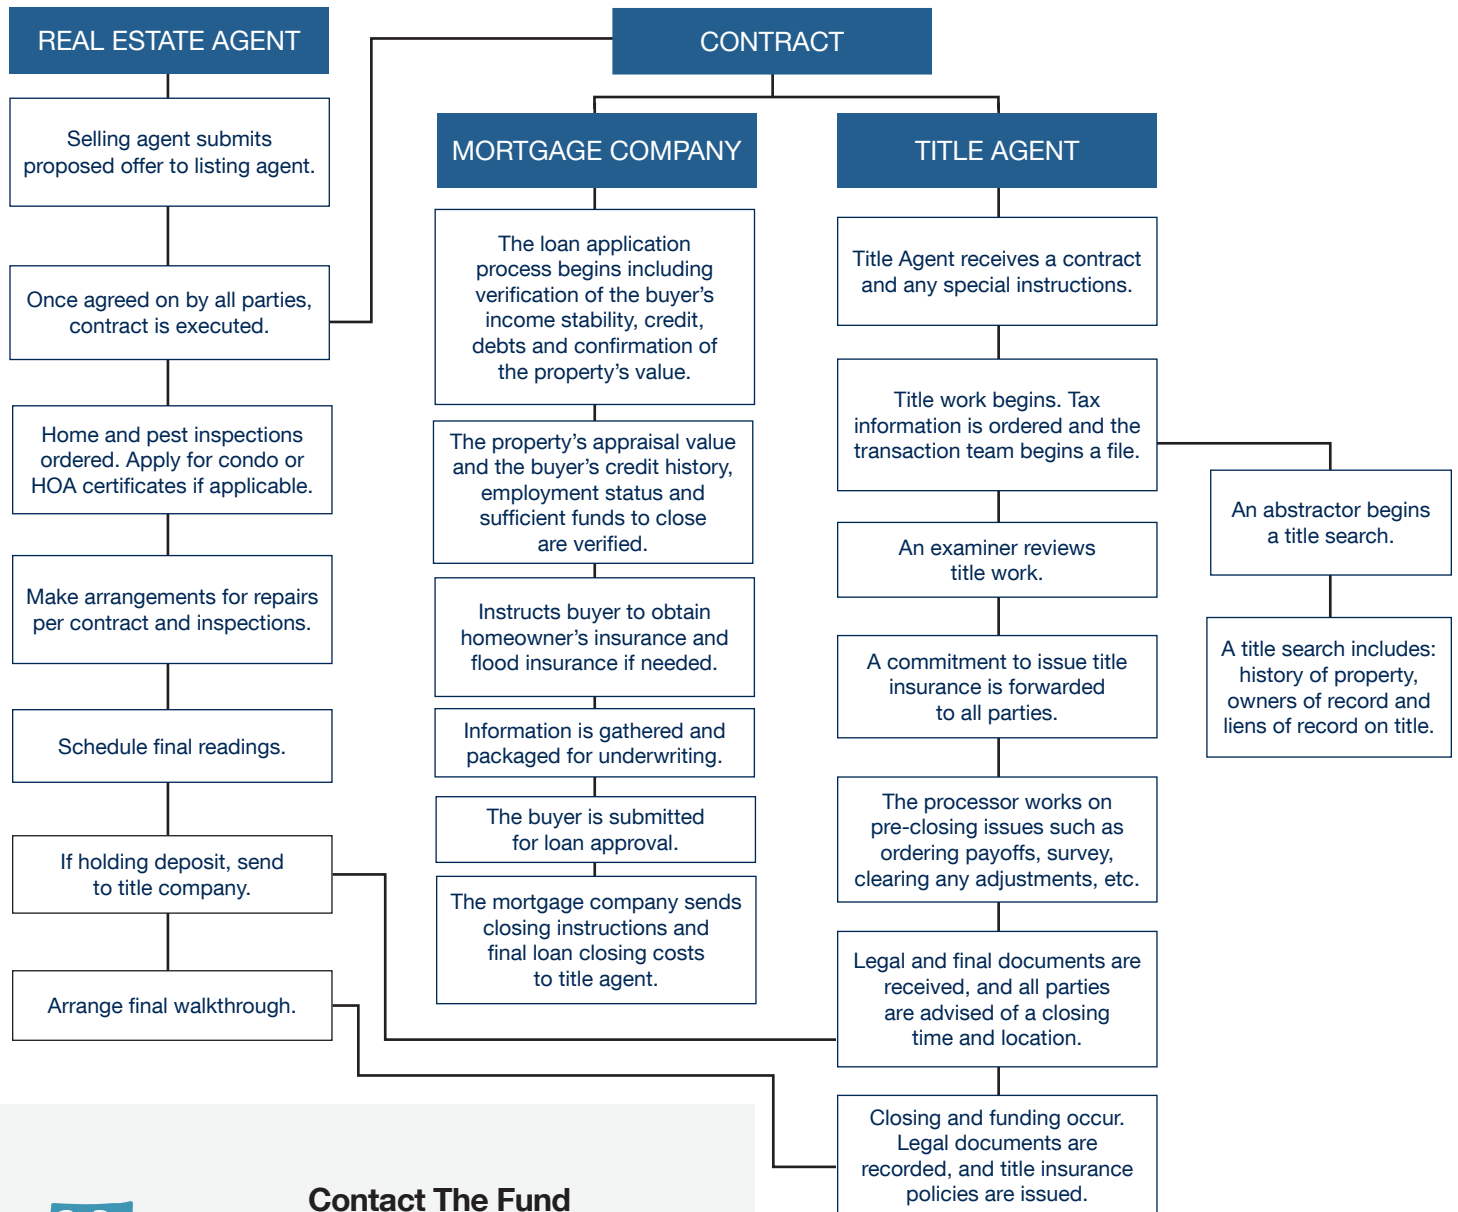 REAL ESTATE AGENT
Selling agent submits
proposed offer to listing agent.
Once agreed on by all parties,
contract is executed.
Home and pest inspections
ordered. Apply for condo or
HOA certificates if applicable.
Make arrangements for repairs
per contract and inspections.
Schedule final readings.
If holding deposit, send
to title company.
Arrange final walkthrough.
CONTRACT
MORTGAGE COMPANY
The loan application
process begins including
verification of the buyer’s
income stability, credit,
debts and confirmation of
the property’s value.
The property’s appraisal value
and the buyer’s credit history,
employment status and
sufficient funds to close
are verified.
Instructs buyer to obtain
homeowner’s insurance and
flood insurance if needed.
Information is gathered and
packaged for underwriting.
The buyer is submitted
for loan approval.
The mortgage company sends
closing instructions and
final loan closing costs
to title agent.
TITLE AGENT
Title Agent receives a contract
and any special instructions.
Title work begins. Tax
information is ordered and the
transaction team begins a file.
An examiner reviews
title work.
A commitment to issue title
insurance is forwarded
to all parties.
The processor works on
pre-closing issues such as
ordering payoffs, survey,
clearing any adjustments, etc.
Legal and final documents are
received, and all parties
are advised of a closing
time and location.
Closing and funding occur.
Legal documents are
recorded, and title insurance
policies are issued.
An abstractor begins
a title search.
A title search includes:
history of property,
owners of record and
liens of record on title.
Contact The Fund